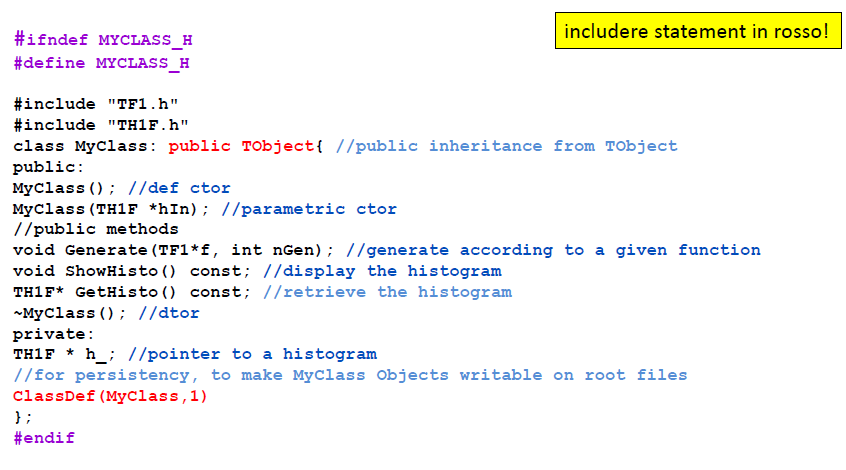 includere statement in rosso!
#ifndef MYCLASS_H
#define MYCLASS_H
#include "TF1.h"
#include "TH1F.h"
class MyClass: public TObject{ //public inheritance from TObject
public:
MyClass(); //def ctor
MyClass(TH1F *hIn); //parametric ctor
//public methods
void Generate(TF1*f, int nGen); //generate according to a given function
void ShowHisto() const; //display the histogram
TH1F* GetHisto() const; //retrieve the histogram
~MyClass(); //dtor
private:
TH1F * h_; //pointer to a histogram
//for persistency, to make MyClass Objects writable on root files
ClassDef(MyClass,1)
};
#endif